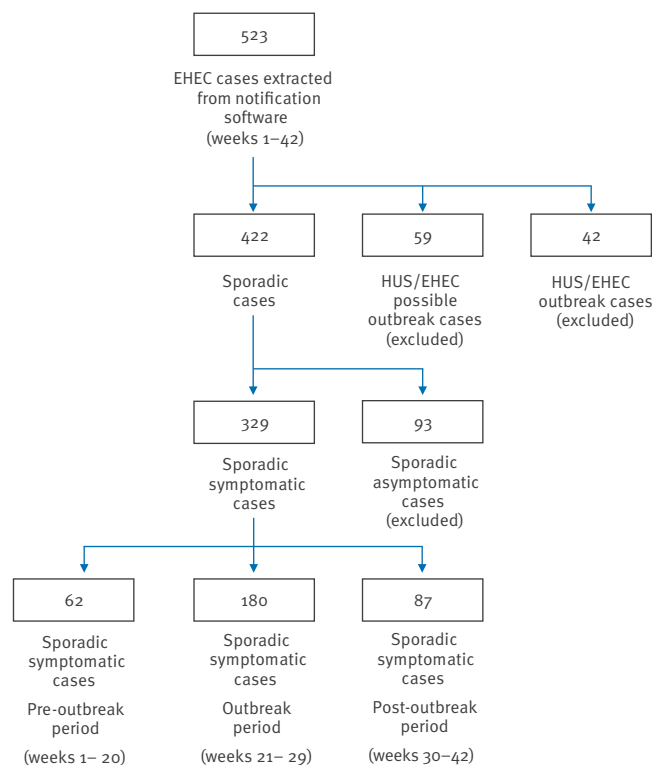 523
EHEC cases extracted
from notification
software
(weeks 1–42)
422
59
42
Sporadic
cases
HUS/EHEC
possible
outbreak cases
(excluded)
HUS/EHEC
outbreak cases
(excluded)
329
93
Sporadic
symptomatic
cases
Sporadic
asymptomatic
cases
(excluded)
62
180
87
Sporadic
symptomatic
cases
Pre-outbreak
period
(weeks 1– 20)
Sporadic
symptomatic
cases
Outbreak
period
(weeks 21– 29)
Sporadic
symptomatic
cases
Post-outbreak
period
(weeks 30–42)